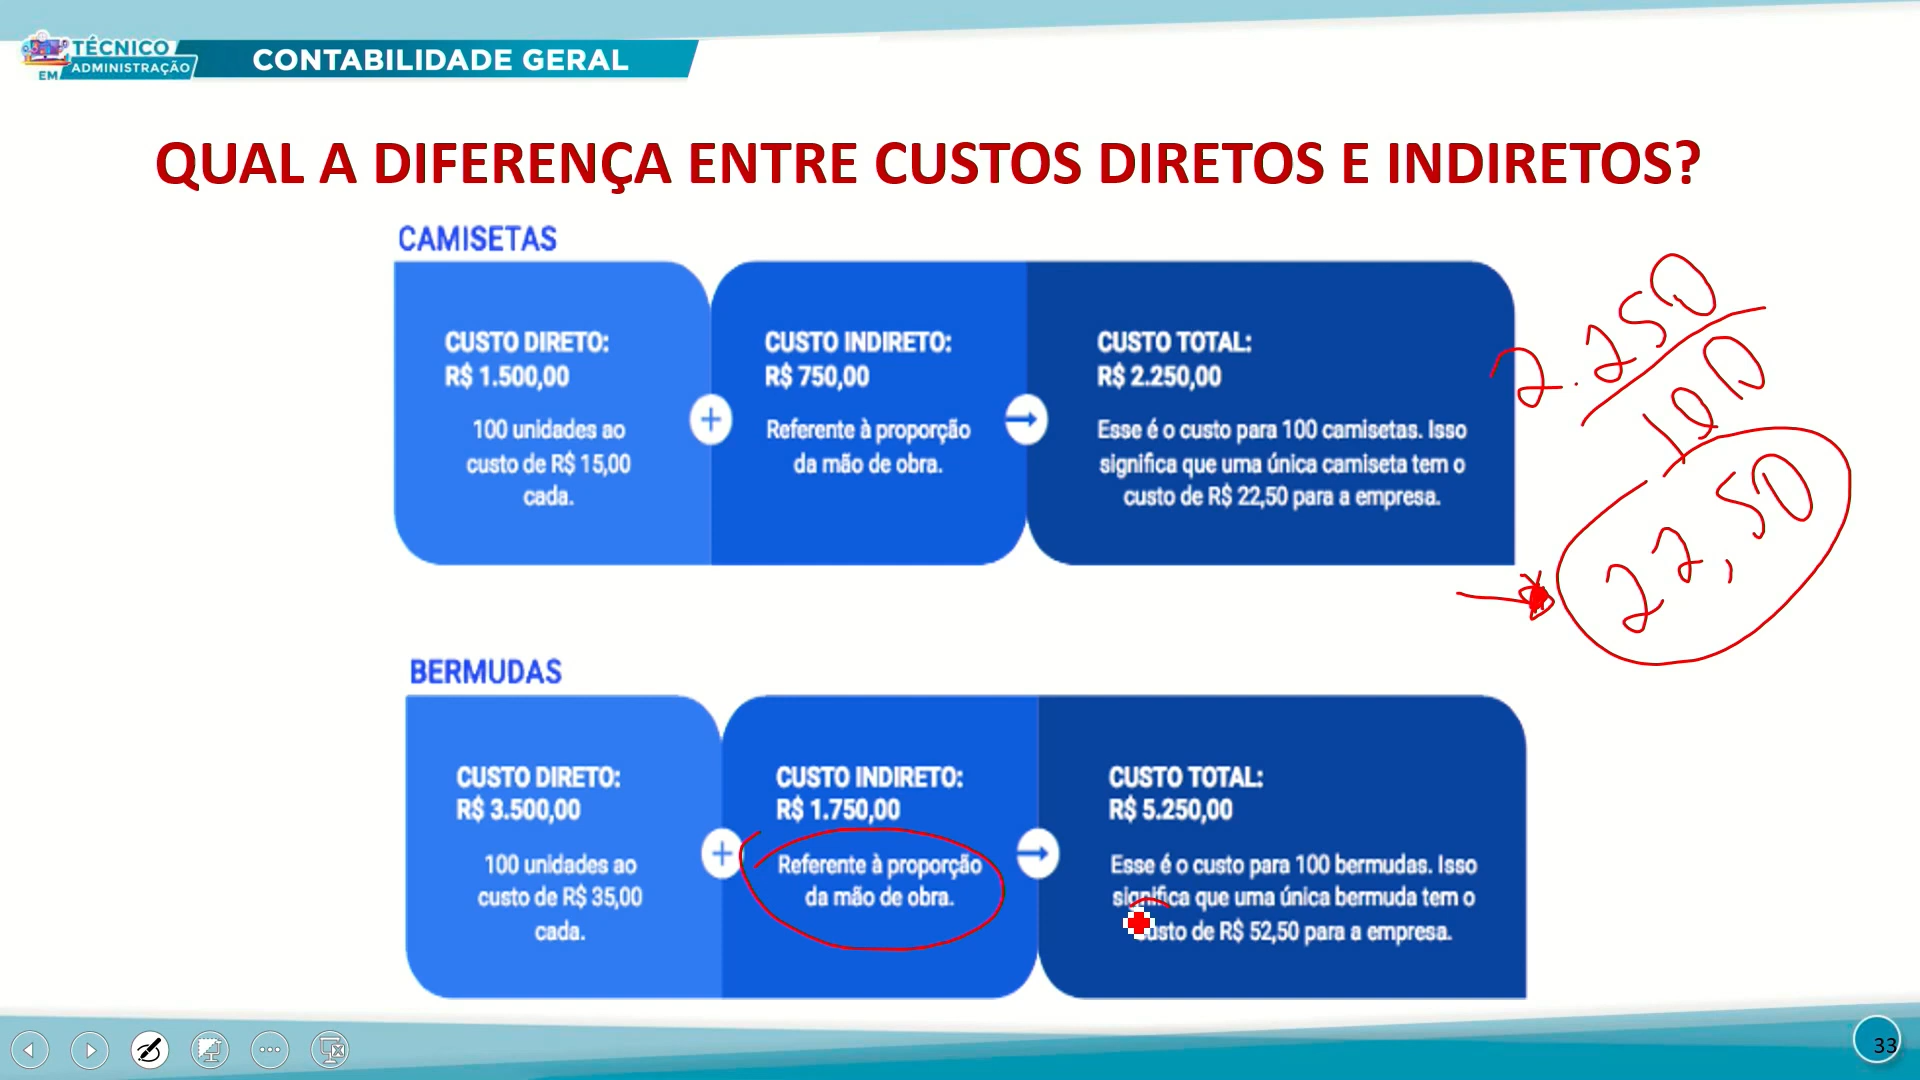 TÉCNICO
EM ADMINISTRAÇÃO
CONTABILIDADE GERAL
QUAL A DIFERENÇA ENTRE CUSTOS DIRETOS E INDIRETOS?
CAMISETAS
CUSTO DIRETO:
R$ 1.500,00
100 unidades ao
custo de R$ 15,00
cada.
+
CUSTO INDIRETO:
R$ 750,00
Referente à proporção
da mão de obra.
CUSTO TOTAL:
R$ 2.250,00
Esse é o custo para 100 camisetas. Isso
significa que uma única camiseta tem o
custo de R$ 22,50 para a empresa.
2.250
100
22,50
BERMUDAS
CUSTO DIRETO:
R$ 3.500,00
100 unidades ao
custo de R$ 35,00
cada.
+
CUSTO INDIRETO:
R$ 1.750,00
Referente à proporção
da mão de obra.
CUSTO TOTAL:
R$ 5.250,00
Esse é o custo para 100 bermudas. Isso
significa que uma única bermuda tem o
custo de R$ 52,50 para a empresa.
33